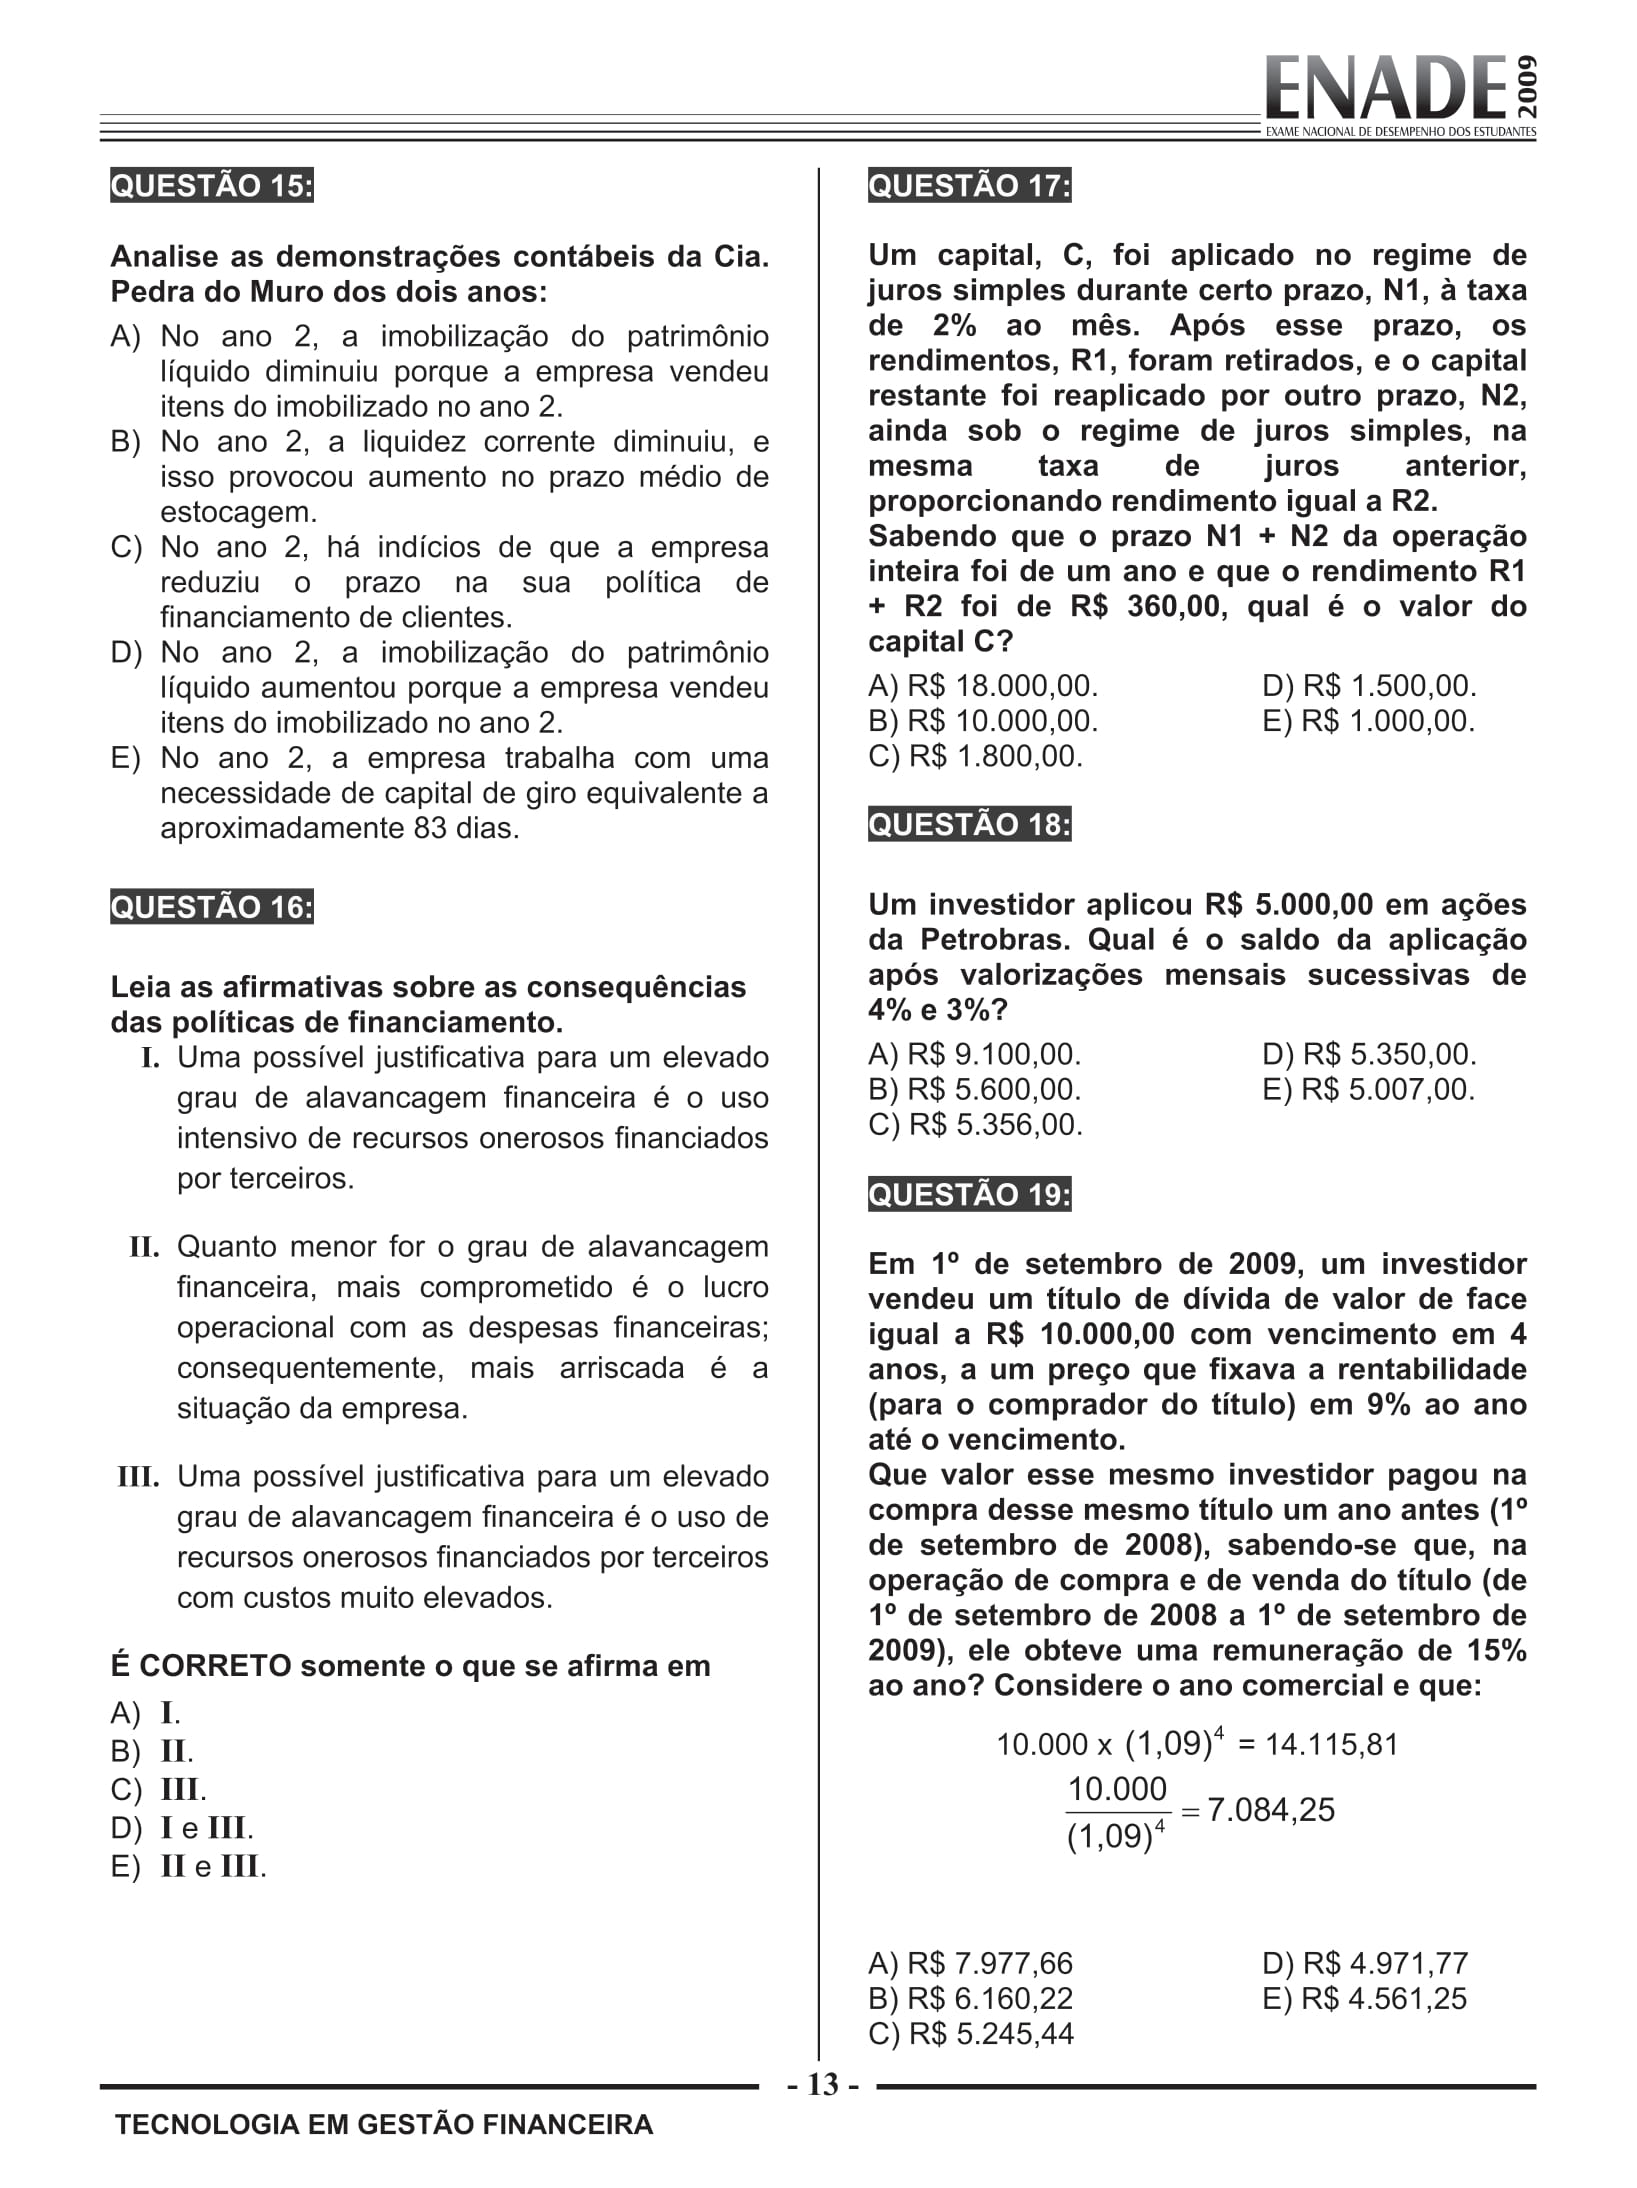 ENADE 2009
EXAME NACIONAL DE DESEMPENHO DOS ESTUDANTES
QUESTÃO 15:
Analise as demonstrações contábeis da Cia.
Pedra do Muro dos dois anos:
A) No ano 2, a imobilização do patrimônio
líquido diminuiu porque a empresa vendeu
itens do imobilizado no ano 2.
B) No ano 2, a liquidez corrente diminuiu, e
isso provocou aumento no prazo médio de
estocagem.
C) No ano 2, há indícios de que a empresa
reduziu o prazo na sua política de
financiamento de clientes.
D) No ano 2, a imobilização do patrimônio
líquido aumentou porque a empresa vendeu
itens do imobilizado no ano 2.
E) No ano 2, a empresa trabalha com uma
necessidade de capital de giro equivalente a
aproximadamente 83 dias.
QUESTÃO 16:
Leia as afirmativas sobre as consequências
das políticas de financiamento.
I. Uma possível justificativa para um elevado
grau de alavancagem financeira é o uso
intensivo de recursos onerosos financiados
por terceiros.
II. Quanto menor for o grau de alavancagem
financeira, mais comprometido é o lucro
operacional com as despesas financeiras;
consequentemente, mais arriscada é a
situação da empresa.
III. Uma possível justificativa para um elevado
grau de alavancagem financeira é o uso de
recursos onerosos financiados por terceiros
com custos muito elevados.
É CORRETO somente o que se afirma em
A) I.
B) II.
C) III.
D) I e III.
E) II e III.
QUESTÃO 17:
Um capital, C, foi aplicado no regime de
juros simples durante certo prazo, N1, à taxa
de 2% ao mês. Após esse prazo, os
rendimentos, R1, foram retirados, e o capital
restante foi reaplicado por outro prazo, N2,
ainda sob o regime de juros simples, na
mesma taxa de juros anterior,
proporcionando rendimento igual a R2.
Sabendo que o prazo N1 + N2 da operação
inteira foi de um ano e que o rendimento R1
+ R2 foi de R$ 360,00, qual é o valor do
capital C?
A) R$ 18.000,00. D) R$ 1.500,00.
B) R$ 10.000,00. E) R$ 1.000,00.
C) R$ 1.800,00.
QUESTÃO 18:
Um investidor aplicou R$ 5.000,00 em ações
da Petrobras. Qual é o saldo da aplicação
após valorizações mensais sucessivas de
4% e 3%?
A) R$ 9.100,00. D) R$ 5.350,00.
B) R$ 5.600,00. E) R$ 5.007,00.
C) R$ 5.356,00.
QUESTÃO 19:
Em 1º de setembro de 2009, um investidor
vendeu um título de dívida de valor de face
igual a R$ 10.000,00 com vencimento em 4
anos, a um preço que fixava a rentabilidade
(para o comprador do título) em 9% ao ano
até o vencimento.
Que valor esse mesmo investidor pagou na
compra desse mesmo título um ano antes (1º
de setembro de 2008), sabendo-se que, na
operação de compra e de venda do título (de
1º de setembro de 2008 a 1º de setembro de
2009), ele obteve uma remuneração de 15%
ao ano? Considere o ano comercial e que:
10.000 x (1,09)⁴ = 14.115,81
10.000
= 7.084,25
(1,09)⁴
A) R$ 7.977,66 D) R$ 4.971,77
B) R$ 6.160,22 E) R$ 4.561,25
C) R$ 5.245,44
- 13 -
TECNOLOGIA EM GESTÃO FINANCEIRA